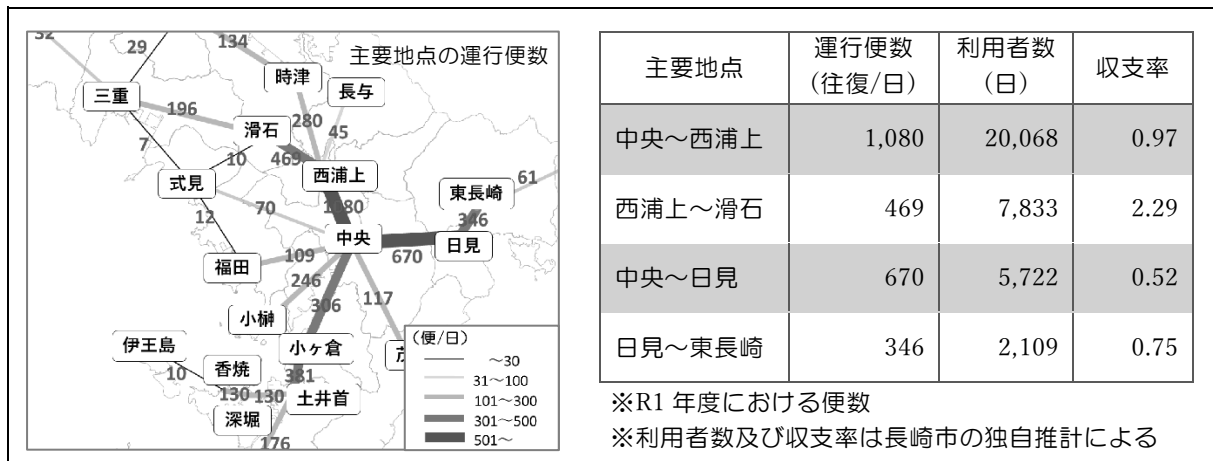 主要地点の運行便数
32
29
134
時津
長与
三重
196
滑石
280
45
7
10
469
西浦上
式見
東長崎
61
12
70
1080
346
中央
日見
670
福田
109
246
306
117
小榊
伊王島
小ヶ倉
10
香焼
381
130
130
土井首
深堀
176
(便/日)
~30
31~100
101~300
301~500
501~
主要地点 運行便数(往復/日) 利用者数(日) 収支率
中央~西浦上 1,080 20,068 0.97
西浦上~滑石 469 7,833 2.29
中央~日見 670 5,722 0.52
日見~東長崎 346 2,109 0.75
※R1 年度における便数
※利用者数及び収支率は長崎市の独自推計による